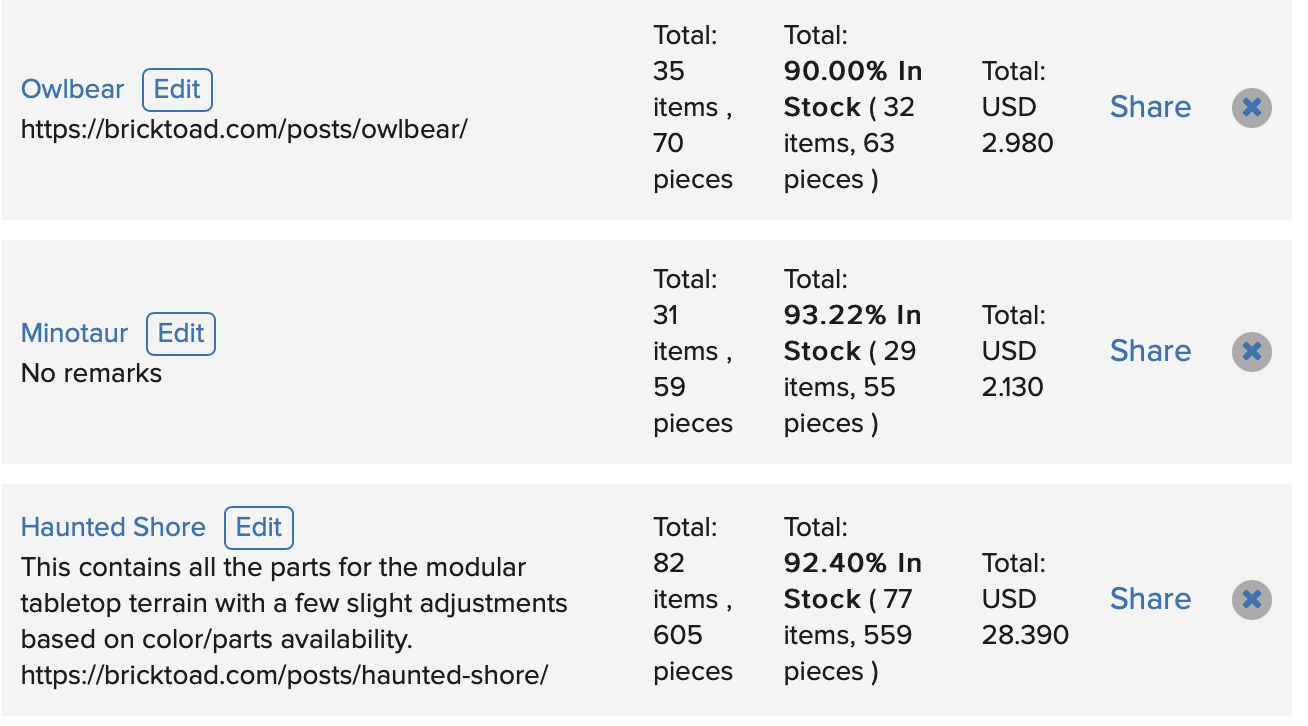 Owlbear Edit
https://bricktoad.com/posts/owlbear/
Total:
35
items ,
70
pieces
Total:
90.00% In
Stock ( 32
items, 63
pieces )
Total:
USD
2.980
Share
Minotaur Edit
No remarks
Total:
31
items ,
59
pieces
Total:
93.22% In
Stock ( 29
items, 55
pieces )
Total:
USD
2.130
Share
Haunted Shore Edit
This contains all the parts for the modular
tabletop terrain with a few slight adjustments
based on color/parts availability.
https://bricktoad.com/posts/haunted-shore/
Total:
82
items ,
605
pieces
Total:
92.40% In
Stock ( 77
items, 559
pieces )
Total:
USD
28.390
Share